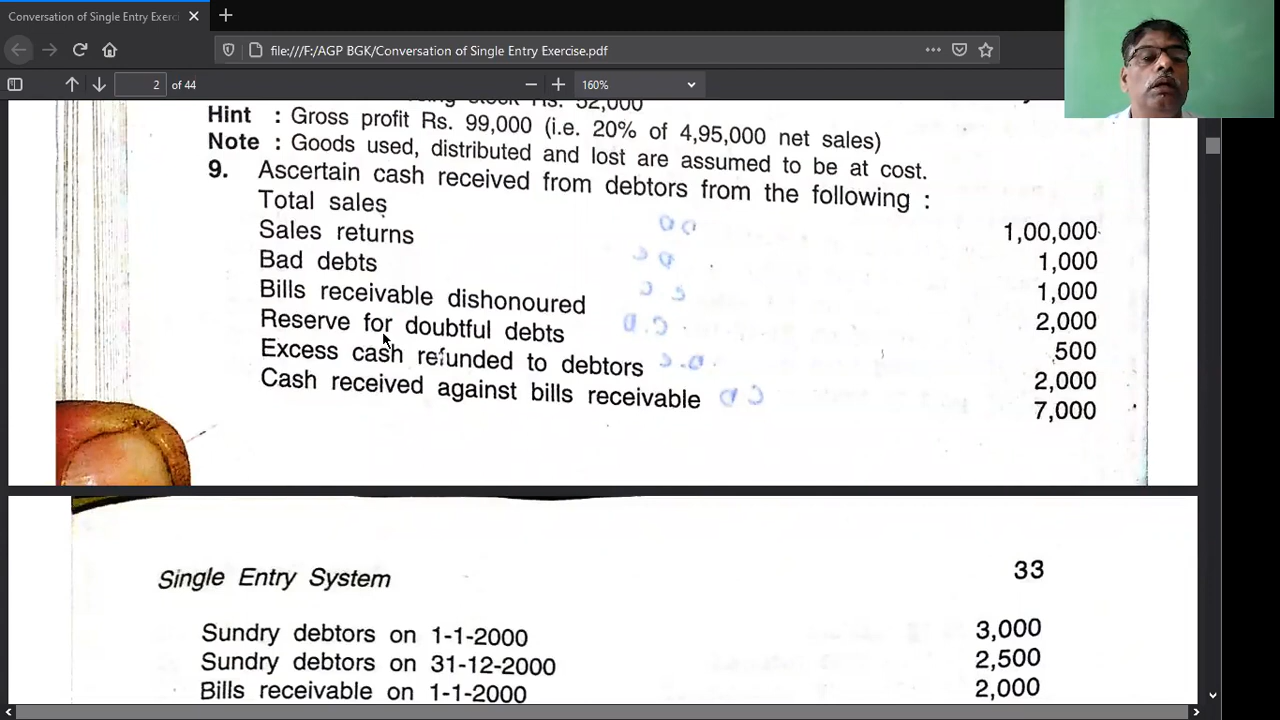 Conversation of Single Entry Exerc
file:///F:/AGP BGK/Conversation of Single Entry Exercise.pdf
2 of 44
160%
stock Rs. 52,000
Hint : Gross profit Rs. 99,000 (i.e. 20% of 4,95,000 net sales)
Note : Goods used, distributed and lost are assumed to be at cost.
9. Ascertain cash received from debtors from the following :
Total sales 1,00,000
Sales returns 1,000
Bad debts 1,000
Bills receivable dishonoured 2,000
Reserve for doubtful debts 500
Excess cash refunded to debtors 2,000
Cash received against bills receivable 7,000
Single Entry System 33
Sundry debtors on 1-1-2000 3,000
Sundry debtors on 31-12-2000 2,500
Bills receivable on 1-1-2000 2,000